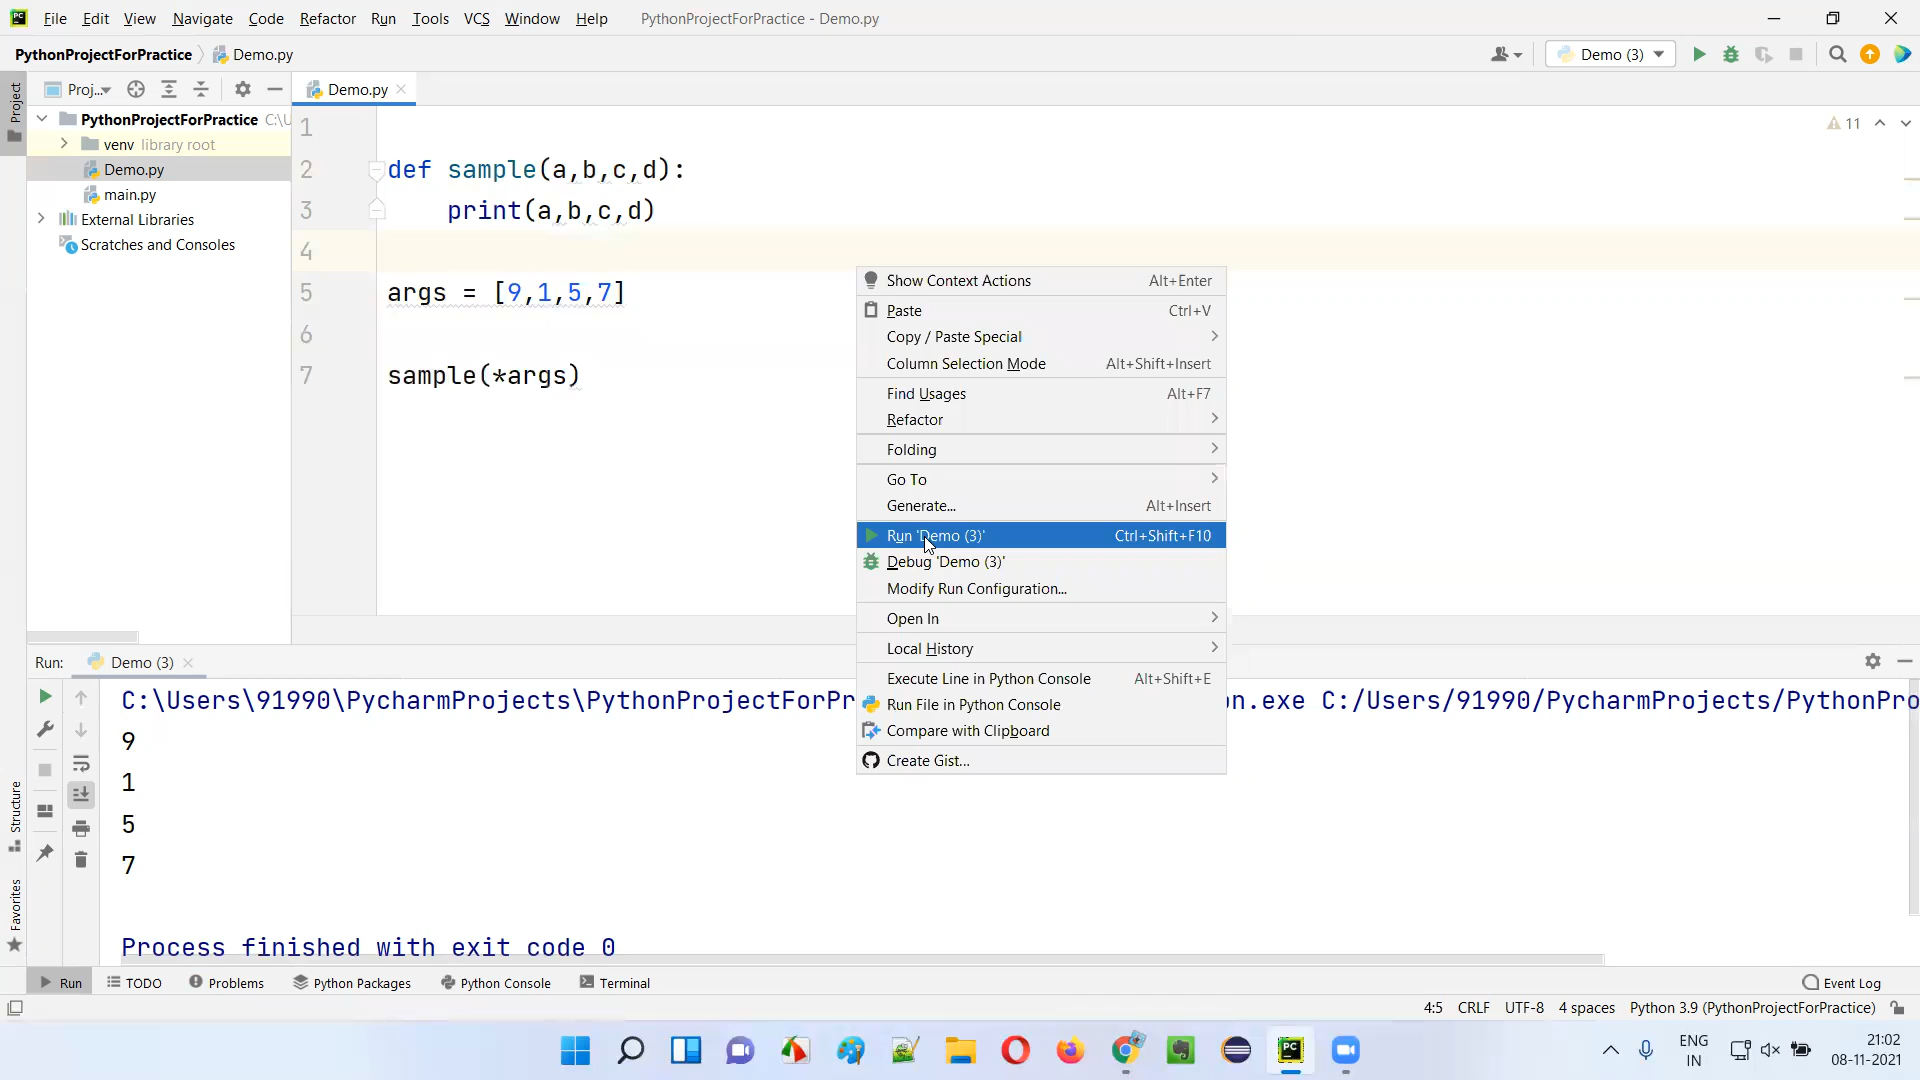 File Edit View Navigate Code Refactor Run Tools VCS Window Help PythonProjectForPractice - Demo.py
PythonProjectForPractice Demo.py Demo (3)
Project
Proj... Demo.py
PythonProjectForPractice C:\U
venv library root
Demo.py
main.py
External Libraries
Scratches and Consoles
11
1
2 def sample(a,b,c,d):
3 print(a,b,c,d)
4
5 args = [9,1,5,7]
6
7 sample(*args)
Show Context Actions Alt+Enter
Paste Ctrl+V
Copy / Paste Special
Column Selection Mode Alt+Shift+Insert
Find Usages Alt+F7
Refactor
Folding
Go To
Generate... Alt+Insert
Run 'Demo (3)' Ctrl+Shift+F10
Debug 'Demo (3)'
Modify Run Configuration...
Open In
Local History
Execute Line in Python Console Alt+Shift+E
Run File in Python Console
Compare with Clipboard
Create Gist...
Run: Demo (3)
C:\Users\91990\PycharmProjects\PythonProjectForPr on.exe C:/Users/91990/PycharmProjects/PythonPro
9
1
5
7
Process finished with exit code 0
Structure
Favorites
Run TODO Problems Python Packages Python Console Terminal Event Log
4:5 CRLF UTF-8 4 spaces Python 3.9 (PythonProjectForPractice)
ENG
IN
21:02
08-11-2021